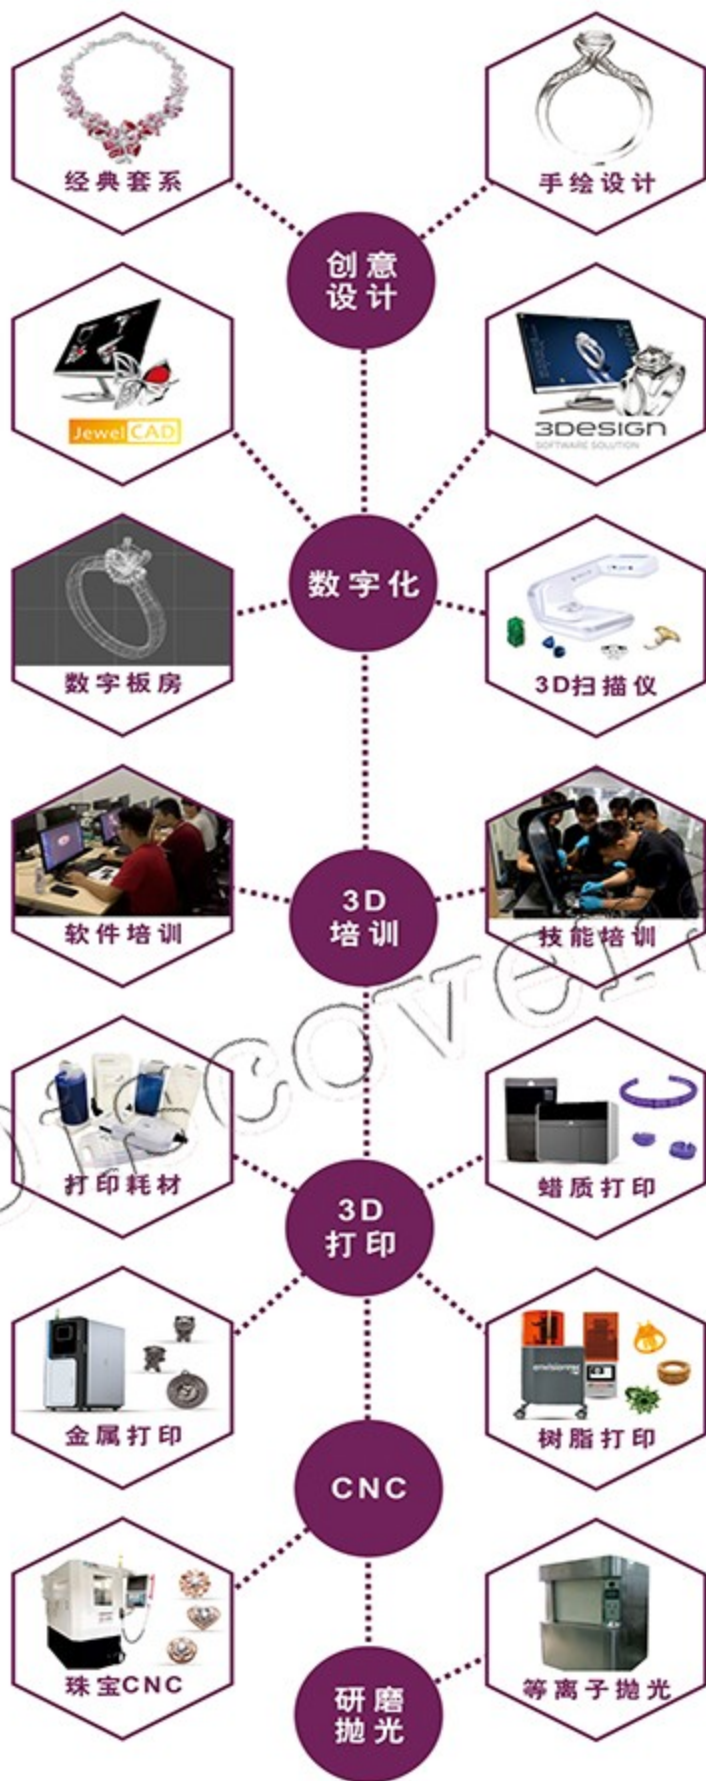 经典套系
手绘设计
创意
设计
Jewel CAD
3DESIGN
SOFTWARE SOLUTION
数字化
数字板房
3D扫描仪
3D
培训
软件培训
技能培训
打印耗材
蜡质打印
3D
打印
envisiontec
金属打印
树脂打印
CNC
珠宝CNC
等离子抛光
研磨
抛光